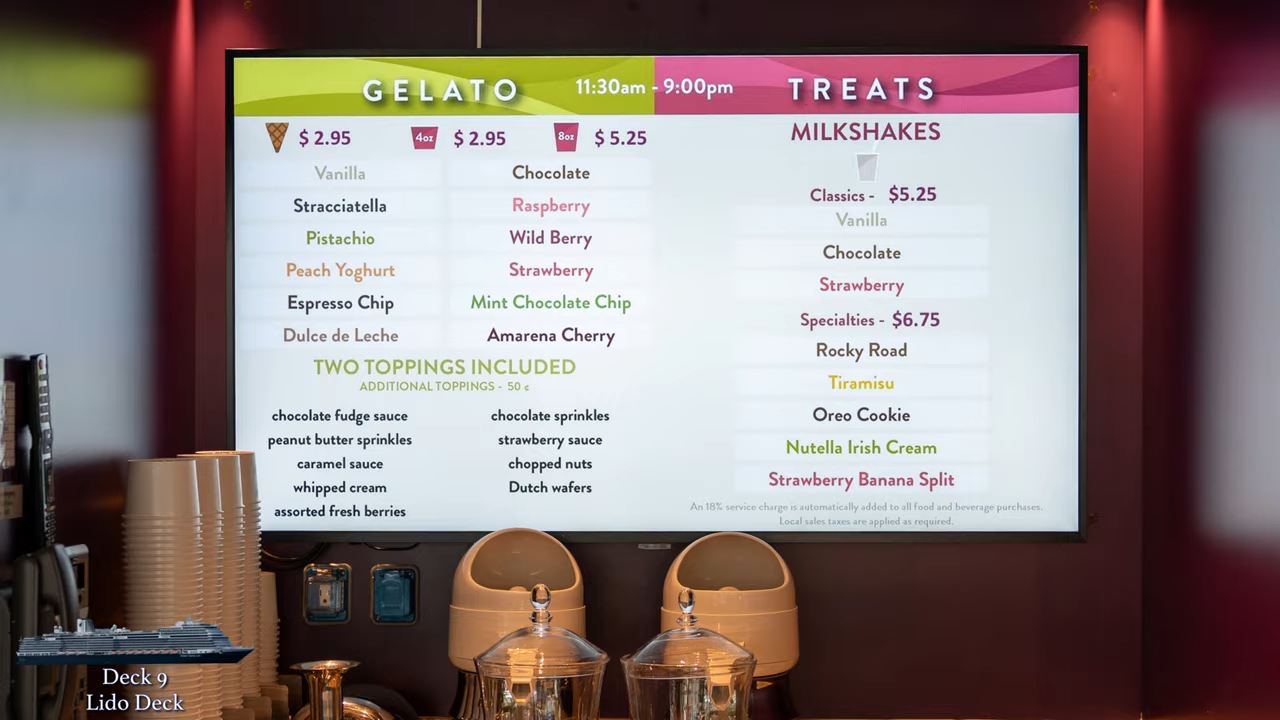 GELATO
11:30am - 9:00pm
TREATS
$ 2.95
4oz
$ 2.95
8oz
$ 5.25
Vanilla
Stracciatella
Pistachio
Peach Yoghurt
Espresso Chip
Dulce de Leche
Chocolate
Raspberry
Wild Berry
Strawberry
Mint Chocolate Chip
Amarena Cherry
TWO TOPPINGS INCLUDED
ADDITIONAL TOPPINGS - 50 ¢
chocolate fudge sauce
peanut butter sprinkles
caramel sauce
whipped cream
assorted fresh berries
chocolate sprinkles
strawberry sauce
chopped nuts
Dutch wafers
MILKSHAKES
Classics - $5.25
Vanilla
Chocolate
Strawberry
Specialties - $6.75
Rocky Road
Tiramisu
Oreo Cookie
Nutella Irish Cream
Strawberry Banana Split
An 18% service charge is automatically added to all food and beverage purchases.
Local sales taxes are applied as required.
Deck 9
Lido Deck